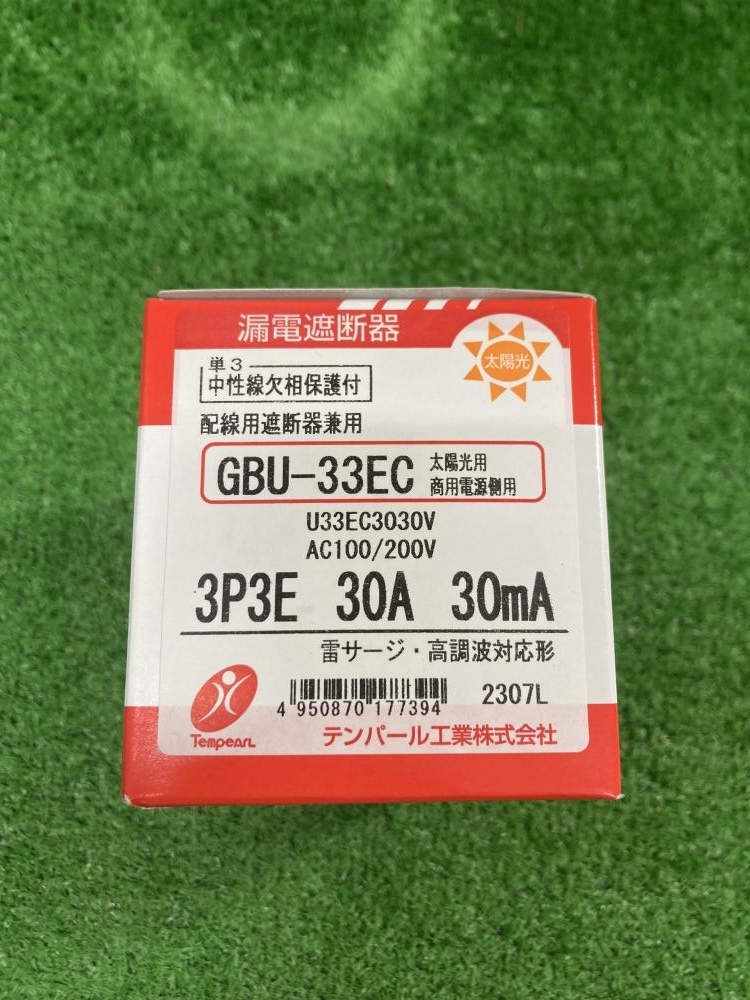 漏電遮断器
太陽光
単3
中性線欠相保護付
配線用遮断器兼用
GBU-33EC
太陽光用
商用電源側用
U33EC3030V
AC100/200V
3P3E 30A 30mA
雷サージ・高調波対応形
4 950870 177394
2307L
Tempearl
テンパール工業株式会社